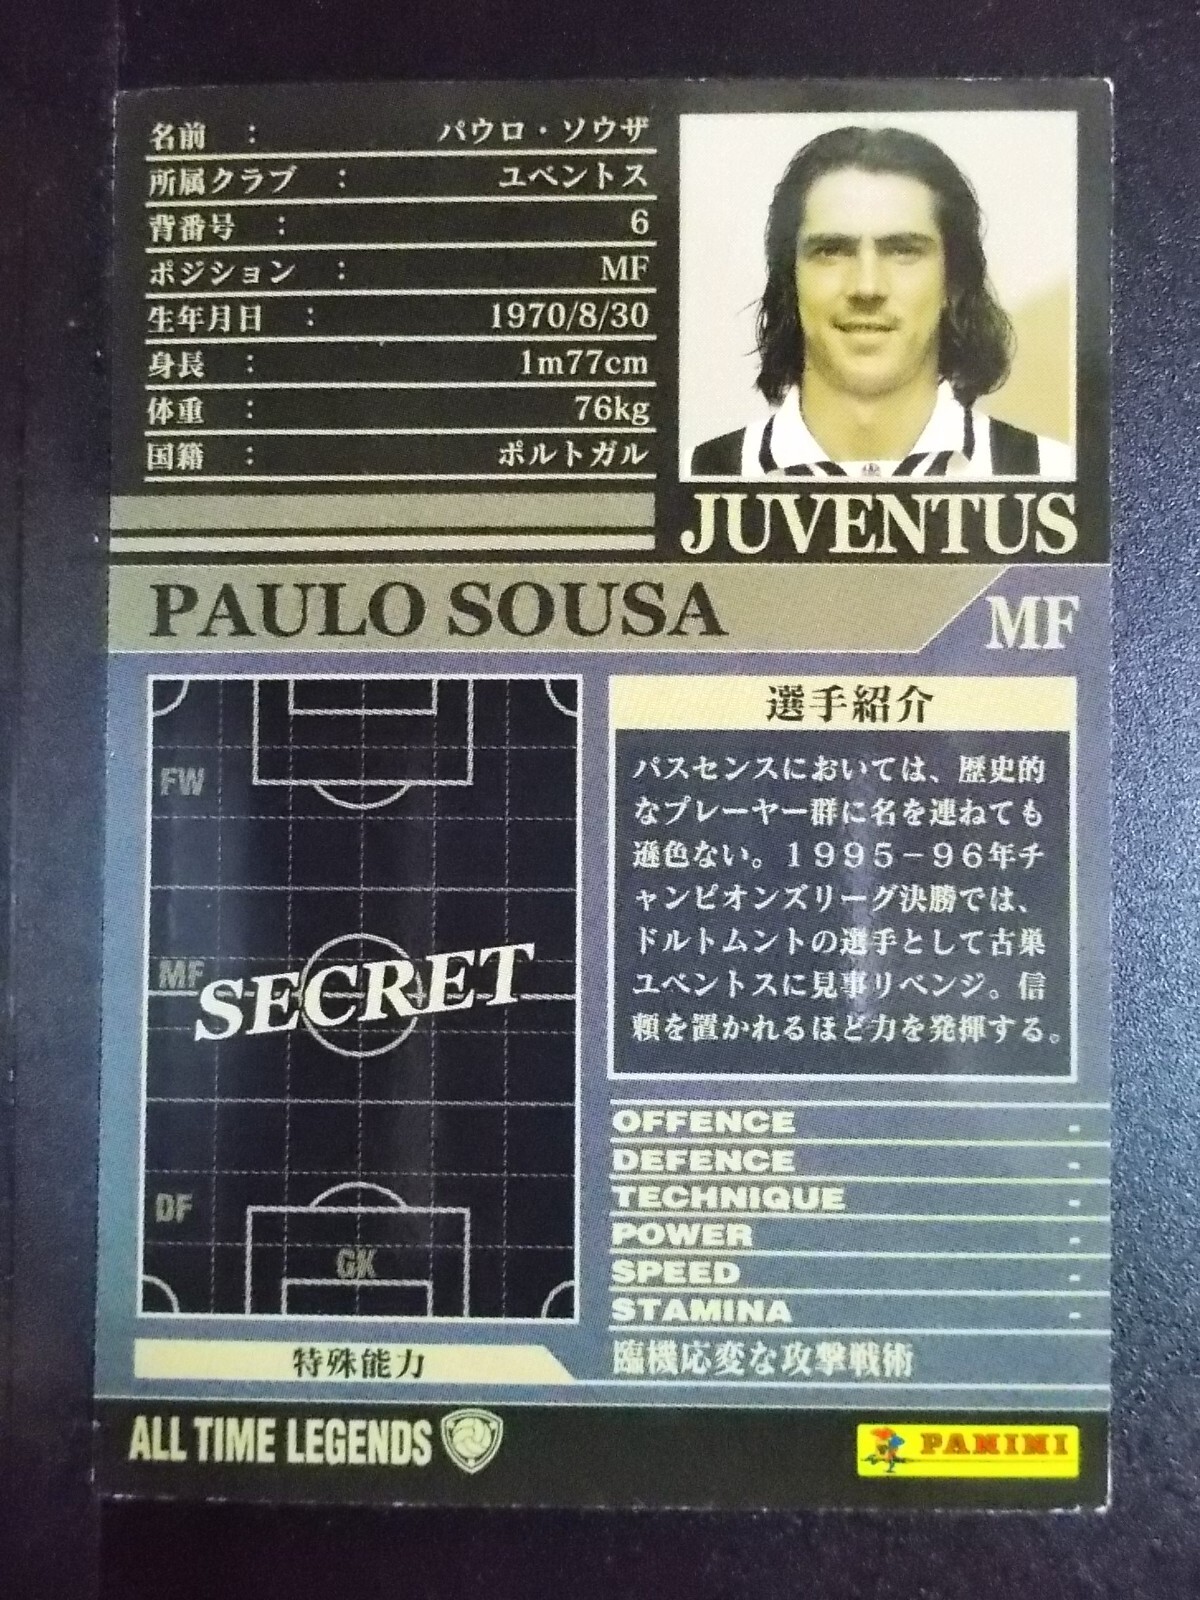 名前 : パウロ・ソウザ
所属クラブ : ユベントス
背番号 : 6
ポジション : MF
生年月日 : 1970/8/30
身長 : 1m77cm
体重 : 76kg
国籍 : ポルトガル
JUVENTUS
PAULO SOUSA
MF
FW
MF
SECRET
DF
GK
選手紹介
パスセンスにおいては、歴史的
なプレーヤー群に名を連ねても
遜色ない。1995-96年チ
ャンピオンズリーグ決勝では、
ドルトムントの選手として古巣
ユベントスに見事リベンジ。信
頼を置かれるほど力を発揮する。
OFFENCE -
DEFENCE -
TECHNIQUE -
POWER -
SPEED -
STAMINA -
特殊能力 臨機応変な攻撃戦術
ALL TIME LEGENDS
PANINI